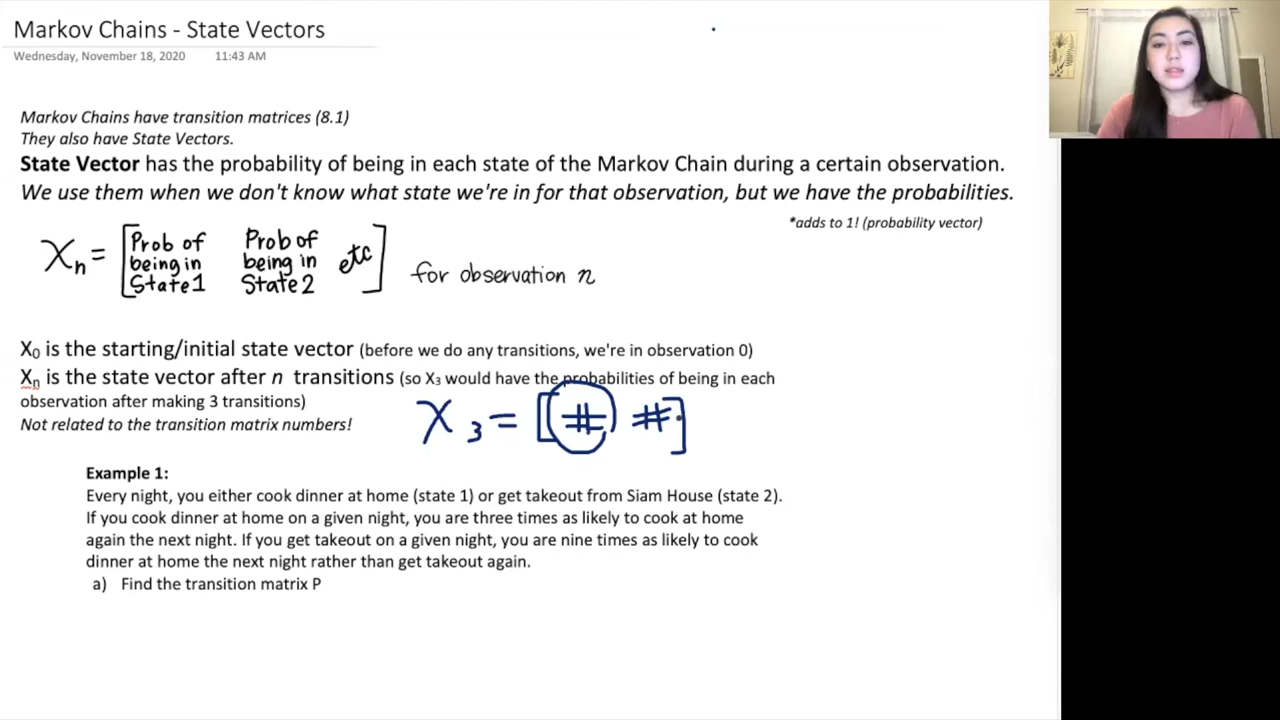 Markov Chains - State Vectors
Wednesday, November 18, 2020 11:43 AM
Markov Chains have transition matrices (8.1)
They also have State Vectors.
State Vector has the probability of being in each state of the Markov Chain during a certain observation.
We use them when we don't know what state we're in for that observation, but we have the probabilities.
*adds to 1! (probability vector)
Xn = [Prob of being in State 1 Prob of being in State 2 etc] for observation n
X0 is the starting/initial state vector (before we do any transitions, we're in observation 0)
Xn is the state vector after n transitions (so X3 would have the probabilities of being in each
observation after making 3 transitions)
Not related to the transition matrix numbers!
X3 = [# #]
Example 1:
Every night, you either cook dinner at home (state 1) or get takeout from Siam House (state 2).
If you cook dinner at home on a given night, you are three times as likely to cook at home
again the next night. If you get takeout on a given night, you are nine times as likely to cook
dinner at home the next night rather than get takeout again.
a) Find the transition matrix P